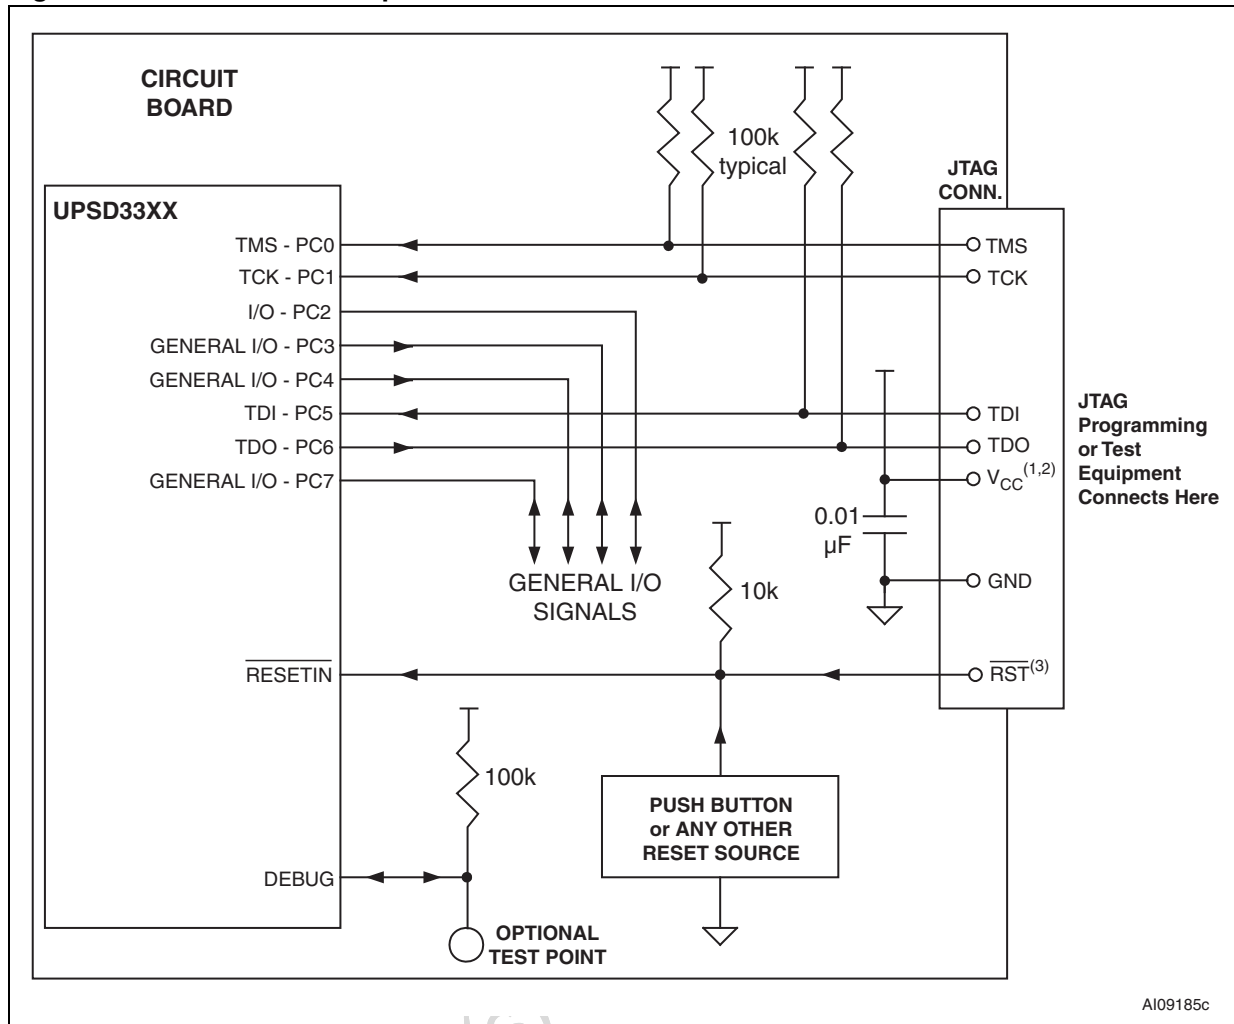 CIRCUIT
BOARD
100k
typical
JTAG
CONN.
UPSD33XX
TMS - PC0
TCK - PC1
I/O - PC2
GENERAL I/O - PC3
GENERAL I/O - PC4
TDI - PC5
TDO - PC6
GENERAL I/O - PC7
TMS
TCK
TDI
TDO
VCC(1,2)
GND
RST(3)
JTAG
Programming
or Test
Equipment
Connects Here
0.01
µF
GENERAL I/O
SIGNALS
10k
RESETIN
100k
PUSH BUTTON
or ANY OTHER
RESET SOURCE
DEBUG
OPTIONAL
TEST POINT
AI09185c